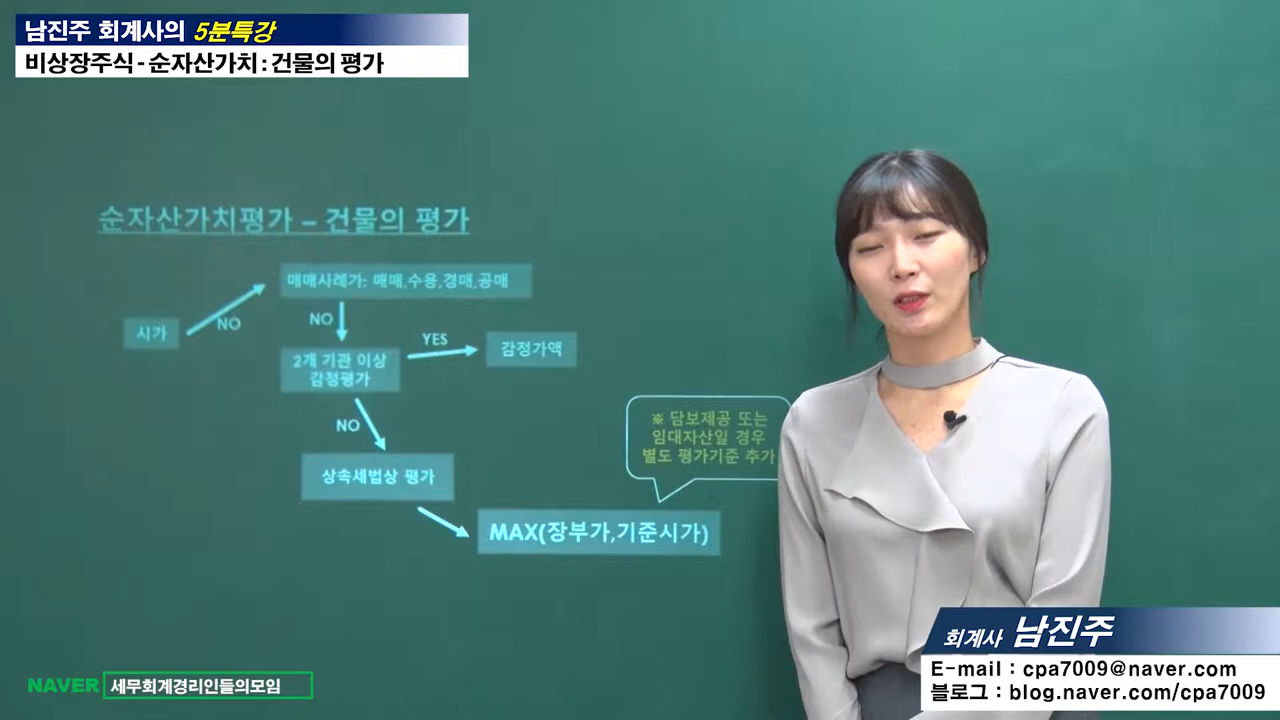 남진주 회계사의 5분특강
비상장주식 - 순자산가치 : 건물의 평가
순자산가치평가 – 건물의 평가
매매사례가: 매매,수용,경매,공매
시가
NO
NO
YES
감정가액
2개 기관 이상
감정평가
NO
※ 담보제공 또는
임대자산일 경우
별도 평가기준 추가
상속세법상 평가
MAX(장부가,기준시가)
회계사 남진주
E-mail : cpa7009@naver.com
블로그 : blog.naver.com/cpa7009
NAVER 세무회계경리인들의모임